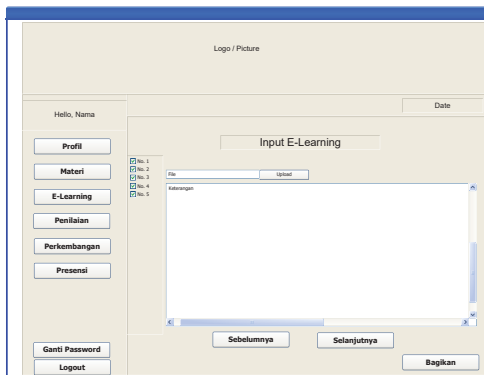 Logo / Picture
Date
Hello, Nama
Input E-Learning
Profil
Materi
E-Learning
Penilaian
Perkembangan
Presensi
No. 1
No. 2
No. 3
No. 4
No. 5
File
Upload
Keterangan
Sebelumnya
Selanjutnya
Ganti Password
Logout
Bagikan